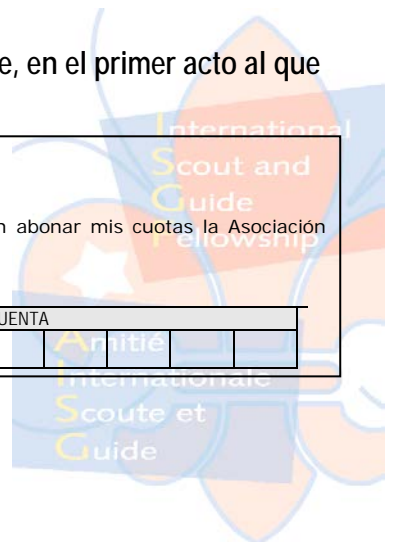 e, en el primer acto al que
International
Scout and
Guide
Fellowship
n abonar mis cuotas la Asociación
UENTA
Amitié
Internationale
Scoute et
Guide